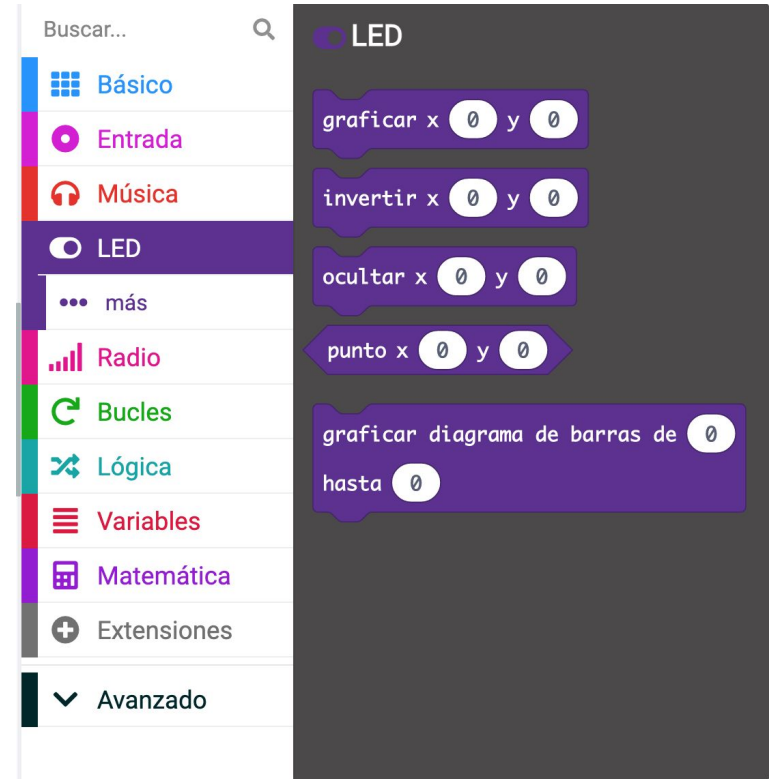 Buscar...
Básico
Entrada
Música
LED
más
Radio
Bucles
Lógica
Variables
Matemática
Extensiones
Avanzado
LED
graficar x 0 y 0
invertir x 0 y 0
ocultar x 0 y 0
punto x 0 y 0
graficar diagrama de barras de 0
hasta 0